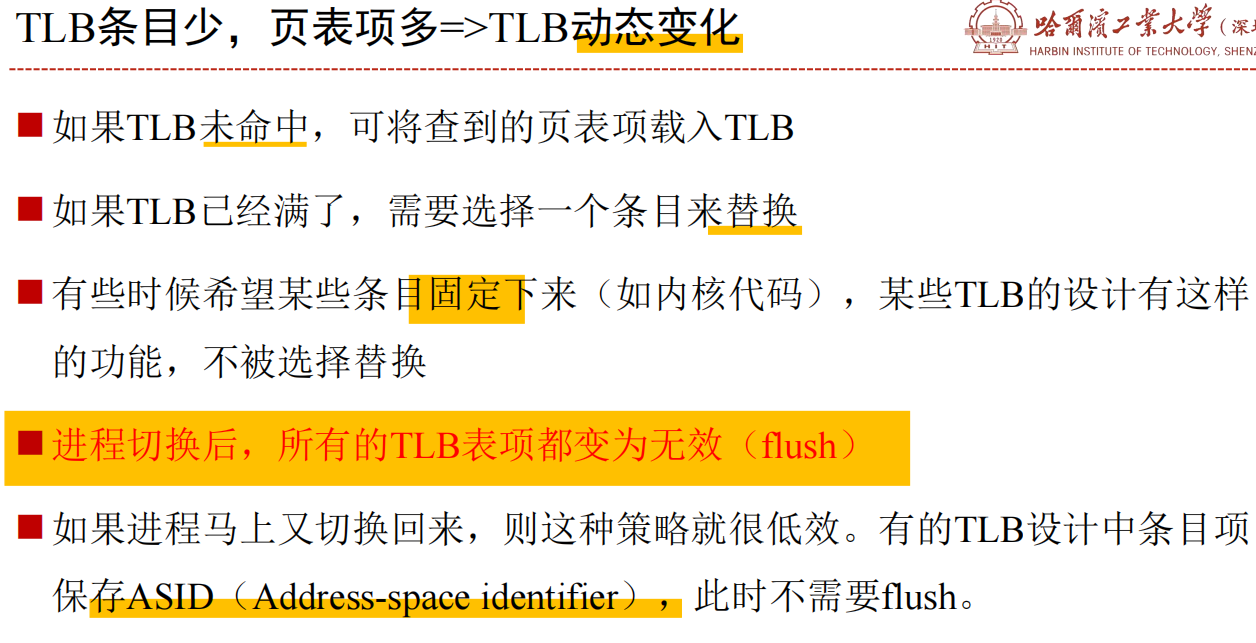 TLB条目少，页表项多=>TLB动态变化
哈爾濱工業大學（深
HARBIN INSTITUTE OF TECHNOLOGY, SHENZ
1920
HIT
■如果TLB未命中，可将查到的页表项载入TLB
■如果TLB已经满了，需要选择一个条目来替换
■有些时候希望某些条目固定下来（如内核代码），某些TLB的设计有这样
的功能，不被选择替换
■进程切换后，所有的TLB表项都变为无效（flush）
■如果进程马上又切换回来，则这种策略就很低效。有的TLB设计中条目项
保存ASID（Address-space identifier），此时不需要flush。